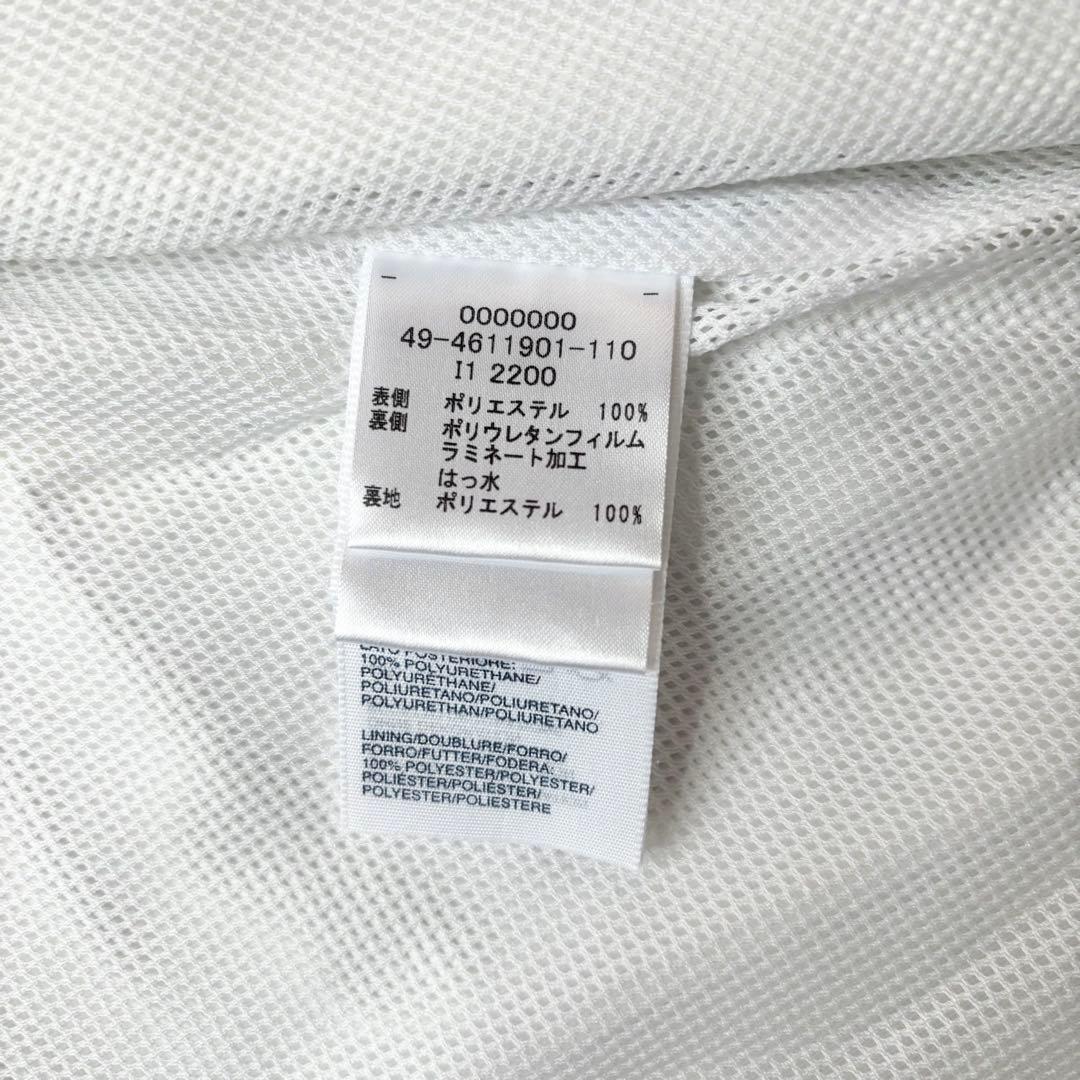 0000000
49-4611901-110
I1 2200
表側 ポリエステル 100%
裏側 ポリウレタンフィルム
ラミネート加工
はっ水
裏地 ポリエステル 100%
LATO POSTERIORE:
100% POLYURETHANE/
POLYURÉTHANE/
POLIURETANO/POLIURETANO/
POLYURETHAN/POLIURETANO
LINING/DOUBLURE/FORRO/
FORRO/FUTTER/FODERA:
100% POLYESTER/POLYESTER/
POLIÉSTER/POLIÉSTER/
POLYESTER/POLIESTERE